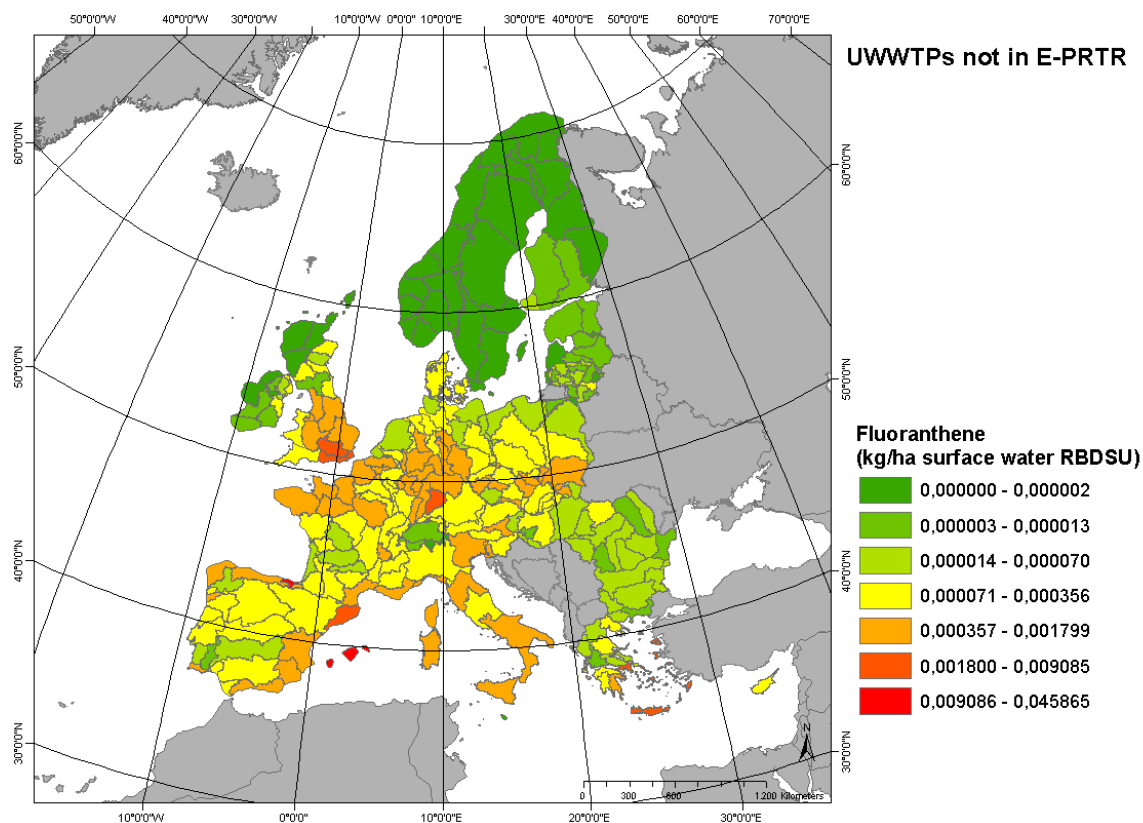 50°0'0"W 40°0'0"W 30°0'0"W 10°0'0"W 0°0'0" 10°0'0"E 30°0'0"E 40°0'0"E 50°0'0"E 60°0'0"E 70°0'0"E
UWWTPs not in E-PRTR
60°0'0"N
60°0'0"N
50°0'0"N
50°0'0"N
Fluoranthene
(kg/ha surface water RBDSU)
0,000000 - 0,000002
0,000003 - 0,000013
0,000014 - 0,000070
0,000071 - 0,000356
0,000357 - 0,001799
0,001800 - 0,009085
0,009086 - 0,045865
40°0'0"N
40°0'0"N
30°0'0"N
30°0'0"N
N
0 300 600 1 200 Kilometers
10°0'0"W 0°0'0" 10°0'0"E 20°0'0"E 30°0'0"E